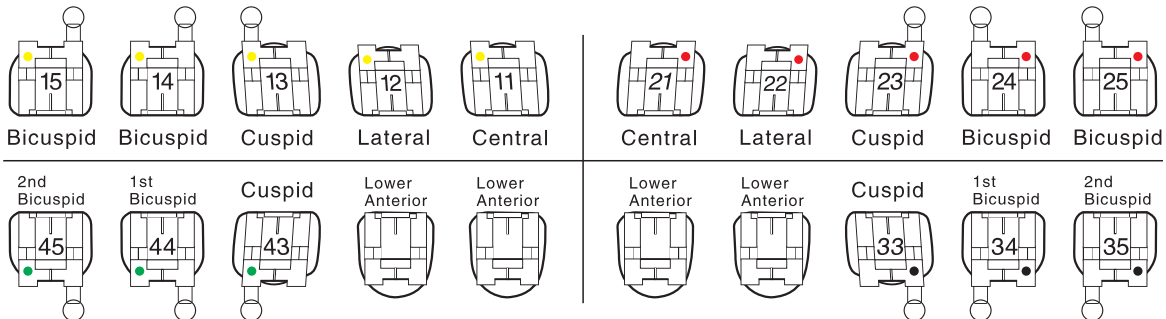 15 14 13 12 11 21 22 23 24 25
Bicuspid Bicuspid Cuspid Lateral Central Central Lateral Cuspid Bicuspid Bicuspid
2nd Bicuspid 1st Bicuspid Cuspid Lower Anterior Lower Anterior Lower Anterior Lower Anterior Cuspid 1st Bicuspid 2nd Bicuspid
45 44 43 33 34 35